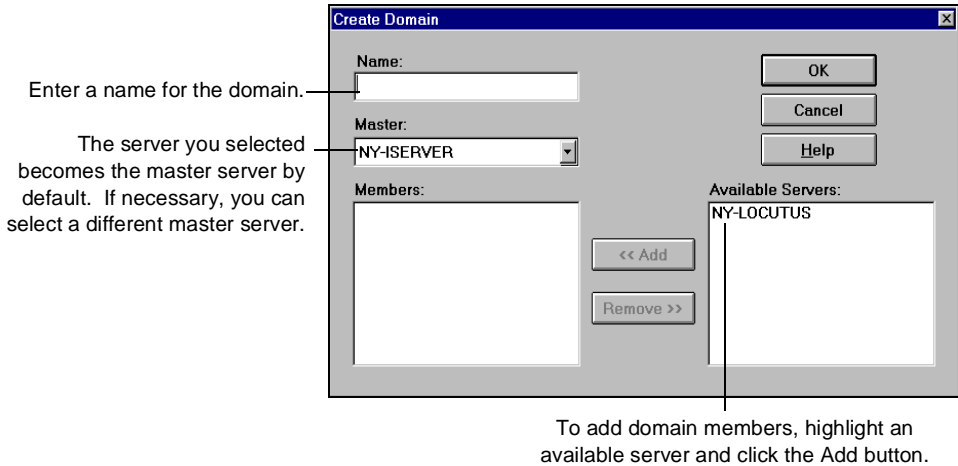 Create Domain
Name:
Enter a name for the domain.
OK
Cancel
Help
Master:
NY-ISERVER
The server you selected
becomes the master server by
default. If necessary, you can
select a different master server.
Members:
Available Servers:
NY-LOCUTUS
<< Add
Remove >>
To add domain members, highlight an
available server and click the Add button.